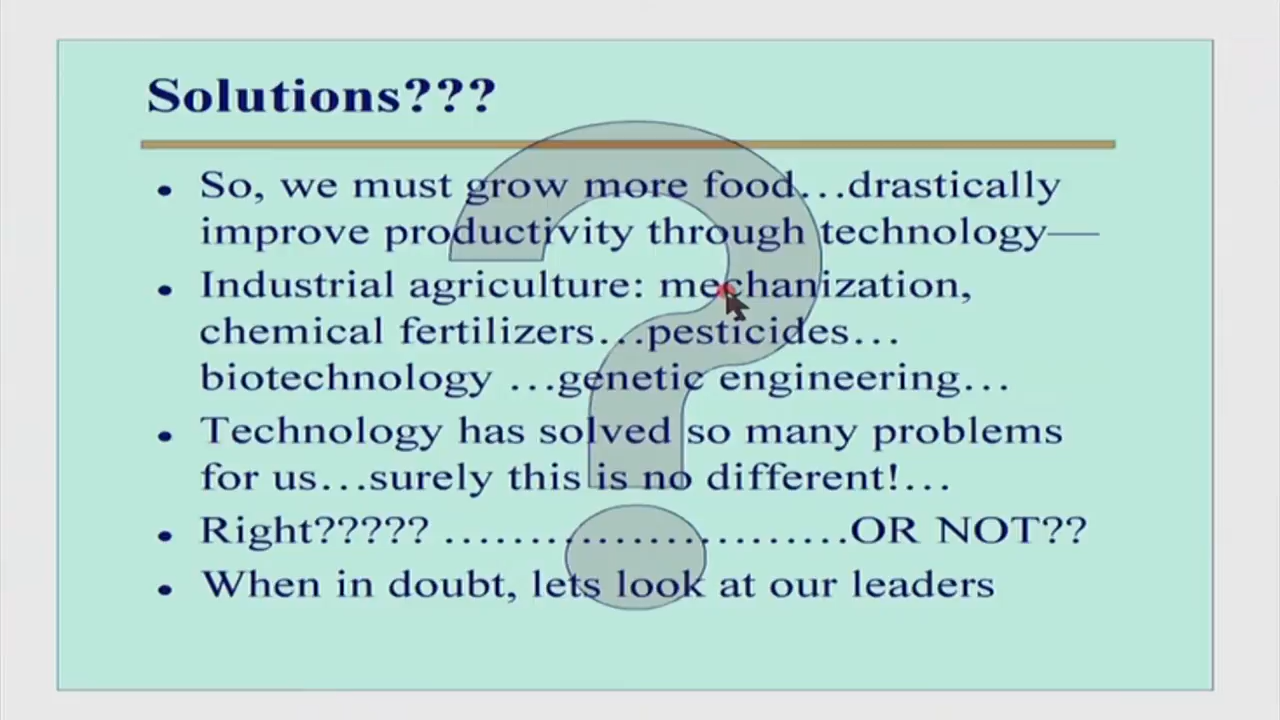 Solutions???
• So, we must grow more food…drastically
improve productivity through technology—
• Industrial agriculture: mechanization,
chemical fertilizers…pesticides…
biotechnology …genetic engineering…
• Technology has solved so many problems
for us…surely this is no different!…
• Right????? ……………………….OR NOT??
• When in doubt, lets look at our leaders
?